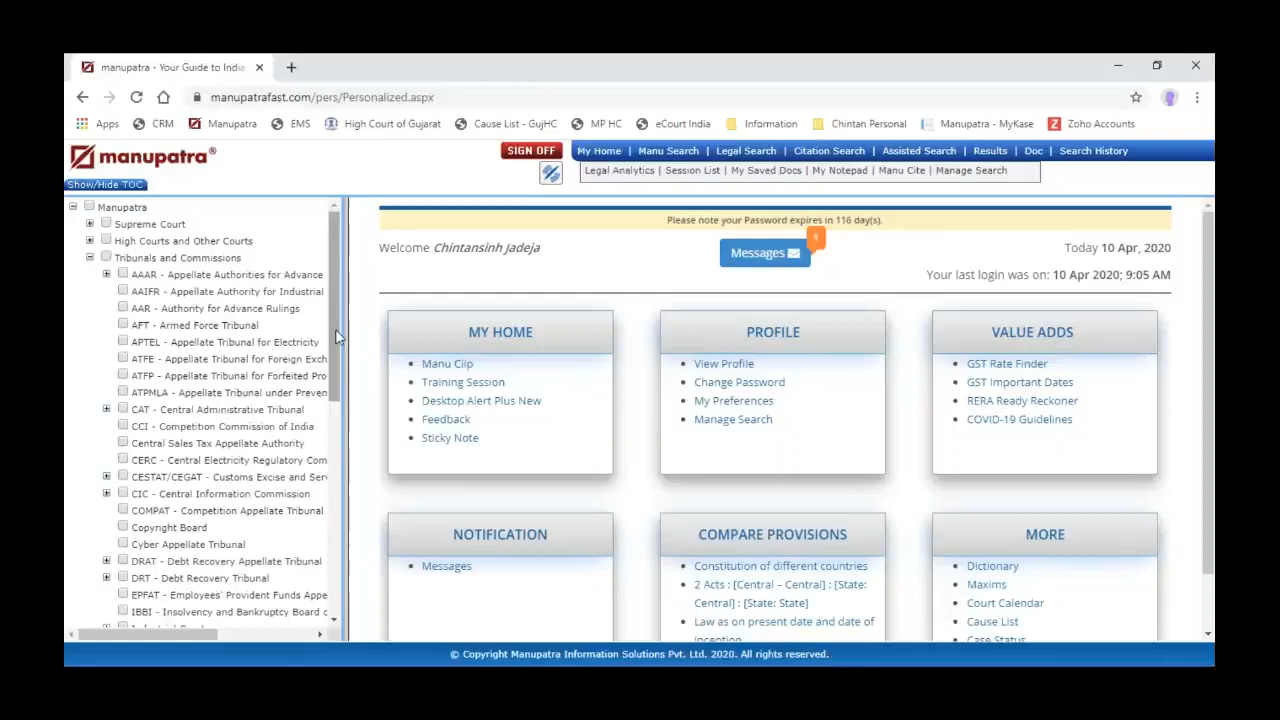 manupatra - Your Guide to India
manupatrafast.com/pers/Personalized.aspx
Apps CRM Manupatra EMS High Court of Gujarat Cause List - GujHC MP HC eCourt India Information Chintan Personal Manupatra - MyKase Zoho Accounts
manupatra®
SIGN OFF
My Home | Manu Search | Legal Search | Citation Search | Assisted Search | Results | Doc | Search History
Legal Analytics | Session List | My Saved Docs | My Notepad | Manu Cite | Manage Search
Show/Hide TOC
Manupatra
Supreme Court
High Courts and Other Courts
Tribunals and Commissions
AAAR - Appellate Authorities for Advance
AAIFR - Appellate Authority for Industrial
AAR - Authority for Advance Rulings
AFT - Armed Force Tribunal
APTEL - Appellate Tribunal for Electricity
ATFE - Appellate Tribunal for Foreign Exch
ATFP - Appellate Tribunal for Forfeited Pro
ATPMLA - Appellate Tribunal under Preven
CAT - Central Administrative Tribunal
CCI - Competition Commission of India
Central Sales Tax Appellate Authority
CERC - Central Electricity Regulatory Com
CESTAT/CEGAT - Customs Excise and Serv
CIC - Central Information Commission
COMPAT - Competition Appellate Tribunal
Copyright Board
Cyber Appellate Tribunal
DRAT - Debt Recovery Appellate Tribunal
DRT - Debt Recovery Tribunal
EPFAT - Employees' Provident Funds Appe
IBBI - Insolvency and Bankruptcy Board o
Please note your Password expires in 116 day(s).
Welcome Chintansinh Jadeja
Messages
1
Today 10 Apr, 2020
Your last login was on: 10 Apr 2020; 9:05 AM
MY HOME
Manu Clip
Training Session
Desktop Alert Plus New
Feedback
Sticky Note
PROFILE
View Profile
Change Password
My Preferences
Manage Search
VALUE ADDS
GST Rate Finder
GST Important Dates
RERA Ready Reckoner
COVID-19 Guidelines
NOTIFICATION
Messages
COMPARE PROVISIONS
Constitution of different countries
2 Acts : [Central – Central] : [State:
Central] : [State: State]
Law as on present date and date of
inception
MORE
Dictionary
Maxims
Court Calendar
Cause List
Case Status
© Copyright Manupatra Information Solutions Pvt. Ltd. 2020. All rights reserved.